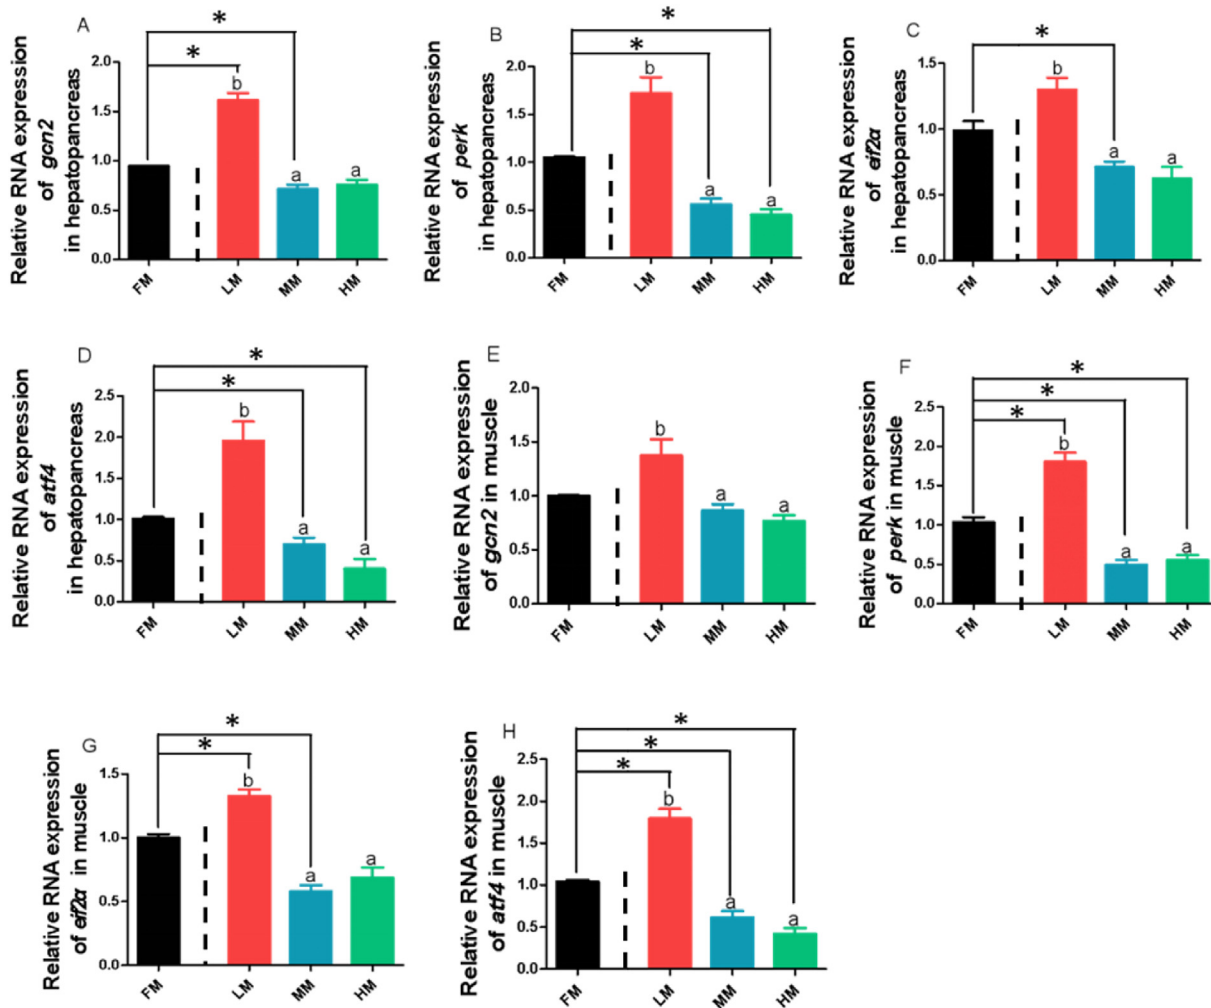 A
*
*
Relative RNA expression
of gcn2
in hepatopancreas
2.0
1.5
1.0
0.5
0.0
b
a
a
FM
LM
MM
HM
B
*
*
Relative RNA expression
of perk
in hepatopancreas
2.0
1.5
1.0
0.5
0.0
b
a
a
FM
LM
MM
HM
C
*
Relative RNA expression
of eif2α
in hepatopancreas
1.5
1.0
0.5
0.0
b
a
a
FM
LM
MM
HM
D
*
*
Relative RNA expression
of atf4
in hepatopancreas
2.5
2.0
1.5
1.0
0.5
0.0
b
a
a
FM
LM
MM
HM
E
Relative RNA expression
of gcn2 in muscle
2.0
1.5
1.0
0.5
0.0
b
a
a
FM
LM
MM
HM
F
*
*
*
Relative RNA expression
of perk in muscle
2.5
2.0
1.5
1.0
0.5
0.0
b
a
a
FM
LM
MM
HM
G
*
*
Relative RNA expression
of eif2α in muscle
1.5
1.0
0.5
0.0
b
a
a
FM
LM
MM
HM
H
*
*
*
Relative RNA expression
of atf4 in muscle
2.5
2.0
1.5
1.0
0.5
0.0
b
a
a
FM
LM
MM
HM